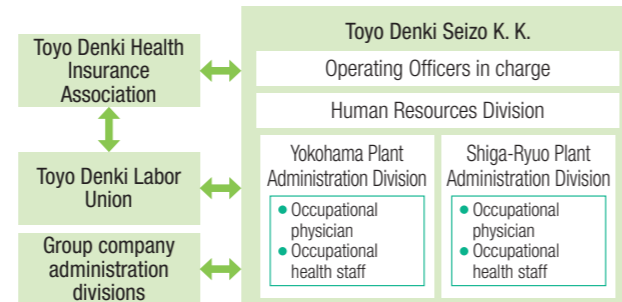 Toyo Denki Health
Insurance
Association
Toyo Denki Labor
Union
Group company
administration
divisions
Toyo Denki Seizo K. K.
Operating Officers in charge
Human Resources Division
Yokohama Plant
Administration Division
● Occupational
physician
● Occupational
health staff
Shiga-Ryuo Plant
Administration Division
● Occupational
physician
● Occupational
health staff